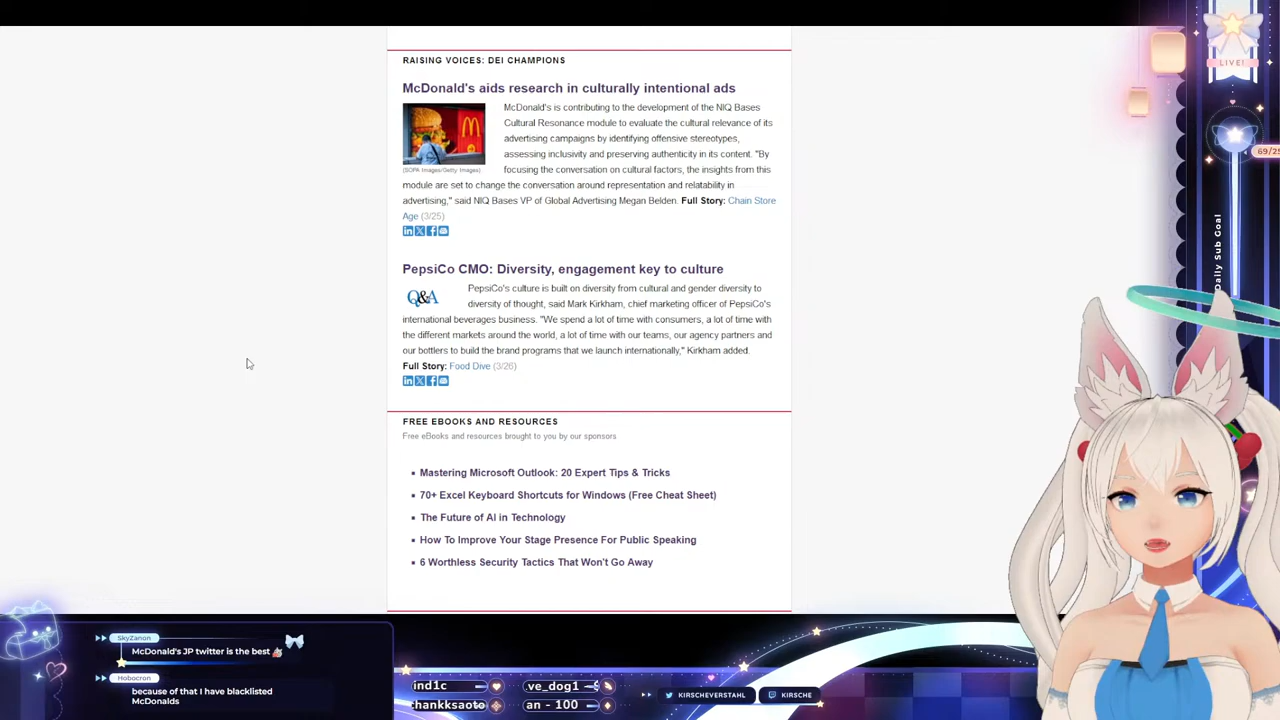 RAISING VOICES: DEI CHAMPIONS
McDonald's aids research in culturally intentional ads
McDonald's is contributing to the development of the NIQ Bases
Cultural Resonance module to evaluate the cultural relevance of its
advertising campaigns by identifying offensive stereotypes,
assessing inclusivity and preserving authenticity in its content. "By
focusing the conversation on cultural factors, the insights from this
(SOPA Images/Getty Images)
module are set to change the conversation around representation and relatability in
advertising," said NIQ Bases VP of Global Advertising Megan Belden. Full Story: Chain Store
Age (3/25)
PepsiCo CMO: Diversity, engagement key to culture
Q&A
PepsiCo's culture is built on diversity from cultural and gender diversity to
diversity of thought, said Mark Kirkham, chief marketing officer of PepsiCo's
international beverages business. "We spend a lot of time with consumers, a lot of time with
the different markets around the world, a lot of time with our teams, our agency partners and
our bottlers to build the brand programs that we launch internationally," Kirkham added.
Full Story: Food Dive (3/26)
FREE EBOOKS AND RESOURCES
Free eBooks and resources brought to you by our sponsors
Mastering Microsoft Outlook: 20 Expert Tips & Tricks
70+ Excel Keyboard Shortcuts for Windows (Free Cheat Sheet)
The Future of AI in Technology
How To Improve Your Stage Presence For Public Speaking
6 Worthless Security Tactics That Won't Go Away
LIVE!
69/25
Daily Sub Goal
SkyZanon
McDonald's JP twitter is the best
Hobocron
because of that I have blacklisted
McDonalds
ind1c
ve_dog1
hankksaoto
an - 100
KIRSCHEVERSTAHL
KIRSCHE